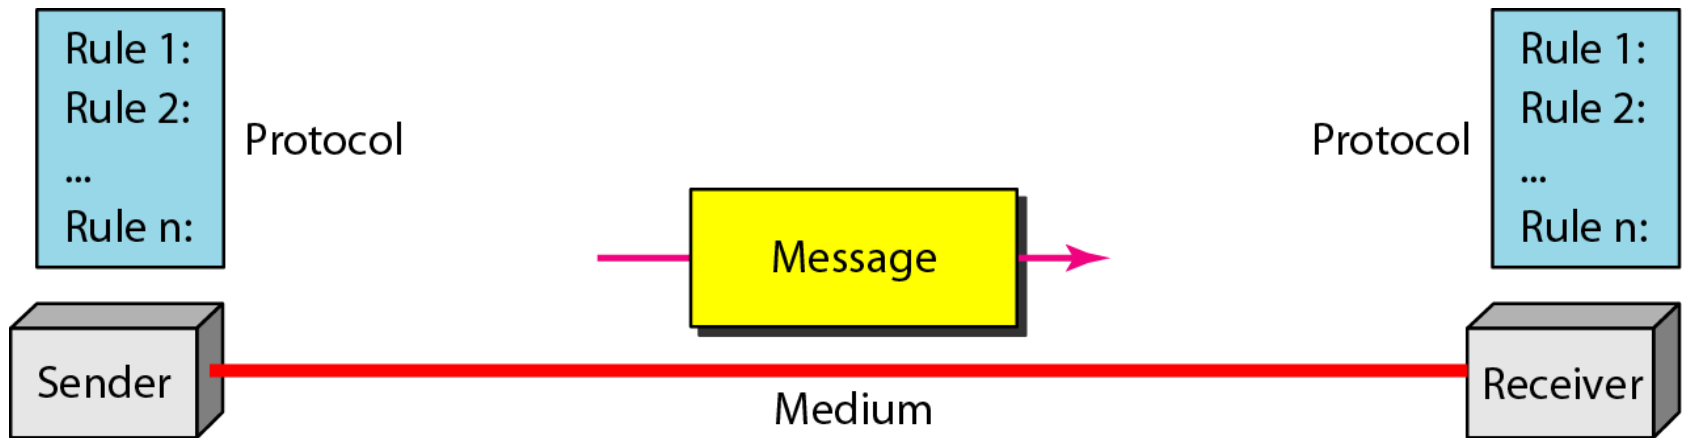 Rule 1:
Rule 2:
...
Rule n:
Protocol
Protocol
Rule 1:
Rule 2:
...
Rule n:
Message
Sender
Medium
Receiver